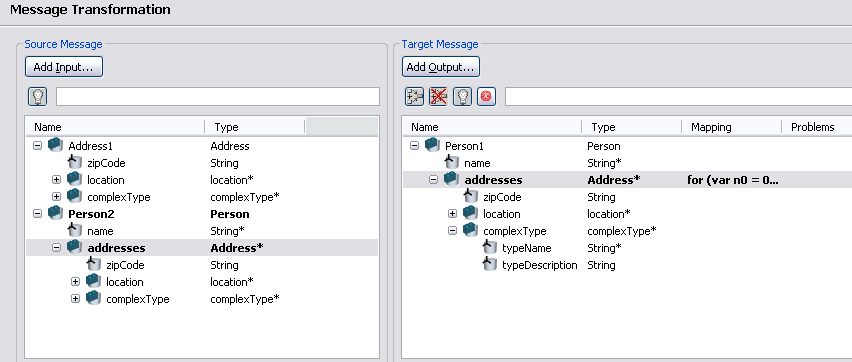 Message Transformation
Source Message
Add Input...
Name Type
Address1 Address
zipCode String
location location*
complexType complexType*
Person2 Person
name String*
addresses Address*
zipCode String
location location*
complexType complexType*
Target Message
Add Output...
Name Type Mapping Problems
Person1 Person
name String*
addresses Address* for (var n0 = 0...
zipCode String
location location*
complexType complexType*
typeName String*
typeDescription String